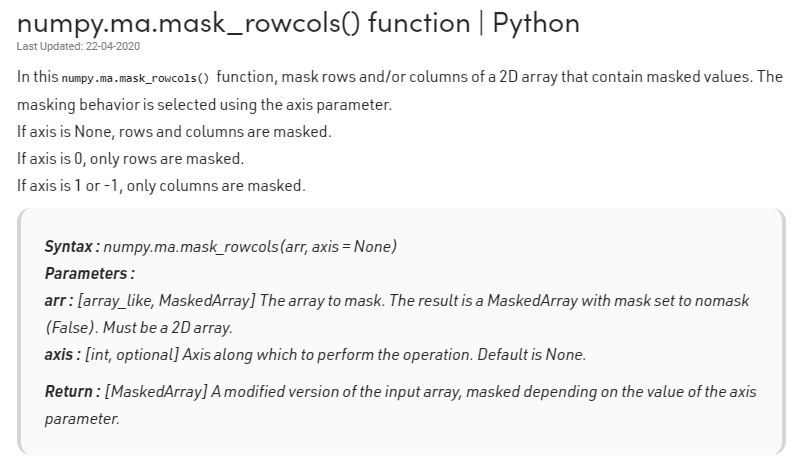 numpy.ma.mask_rowcols() function | Python
Last Updated: 22-04-2020
In this numpy.ma.mask_rowcols() function, mask rows and/or columns of a 2D array that contain masked values. The
masking behavior is selected using the axis parameter.
If axis is None, rows and columns are masked.
If axis is 0, only rows are masked.
If axis is 1 or -1, only columns are masked.
Syntax : numpy.ma.mask_rowcols(arr, axis = None)
Parameters :
arr : [array_like, MaskedArray] The array to mask. The result is a MaskedArray with mask set to nomask
(False). Must be a 2D array.
axis : [int, optional] Axis along which to perform the operation. Default is None.
Return : [MaskedArray] A modified version of the input array, masked depending on the value of the axis
parameter.